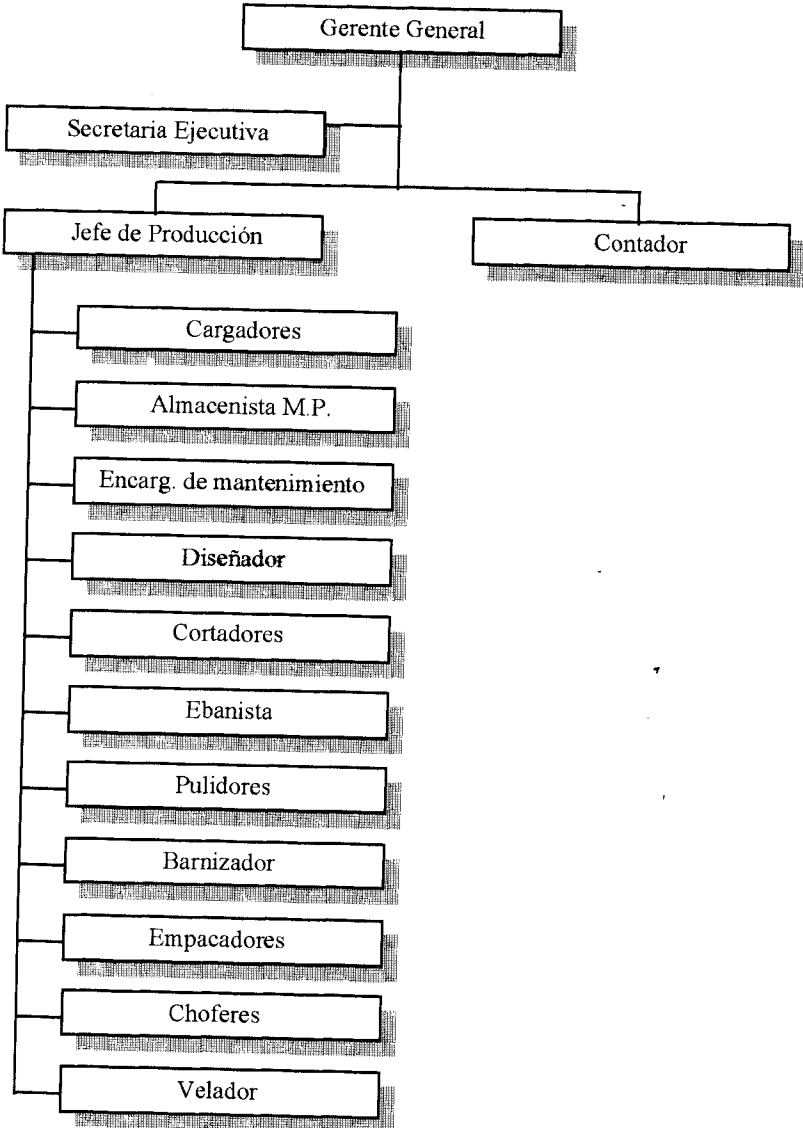 Gerente General
Secretaria Ejecutiva
Jefe de Producción
Contador
Cargadores
Almacenista M.P.
Encarg. de mantenimiento
Diseñador
Cortadores
Ebanista
Pulidores
Barnizador
Empacadores
Choferes
Velador